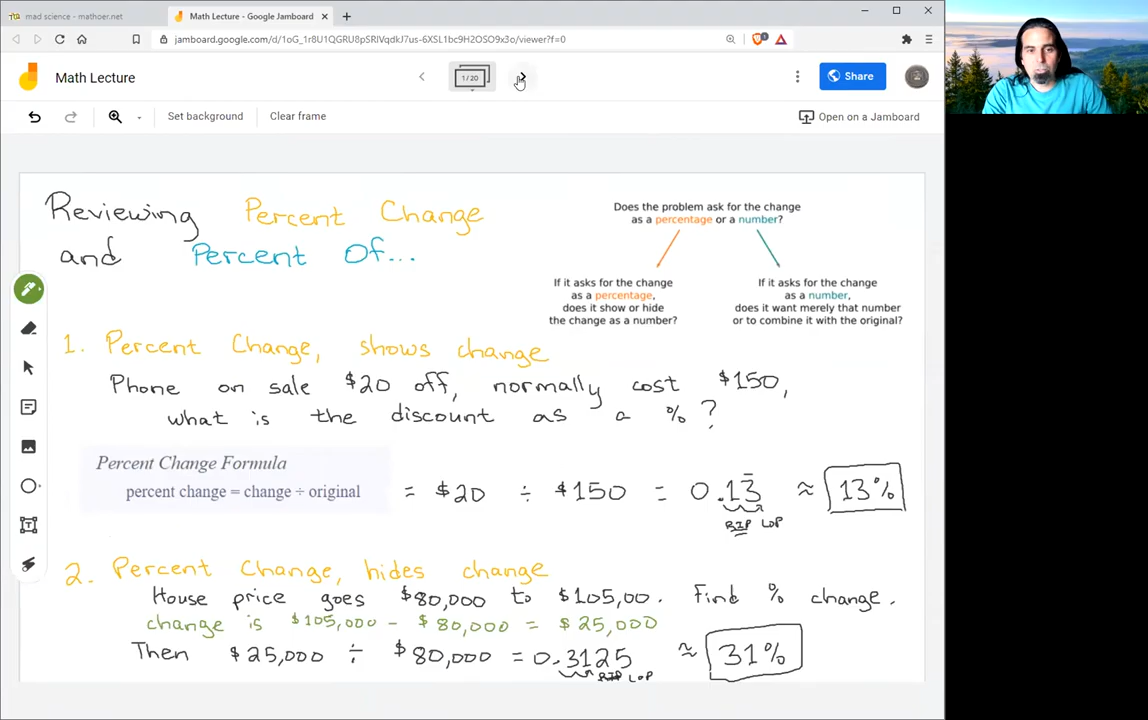 mad science - mathoer.net
Math Lecture - Google Jamboard
jamboard.google.com/d/1oG_1r8U1QGRU8pSRlVqdkJ7us-6XSL1bc9H2OSO9x3o/viewer?f=0
Math Lecture
1/20
Share
Set background
Clear frame
Open on a Jamboard
Reviewing Percent Change
and Percent Of...
Does the problem ask for the change
as a percentage or a number?
If it asks for the change
as a percentage,
does it show or hide
the change as a number?
If it asks for the change
as a number,
does it want merely that number
or to combine it with the original?
1. Percent Change, shows change
Phone on sale $20 off, normally cost $150,
what is the discount as a % ?
Percent Change Formula
percent change = change ÷ original
= $20 ÷ $150 = 0.13̅ ≈ 13%
RIP LOP
2. Percent Change, hides change
House price goes $80,000 to $105,00. Find % change.
change is $105,000 - $80,000 = $25,000
Then $25,000 ÷ $80,000 = 0.3125 ≈ 31%
RIP LOP